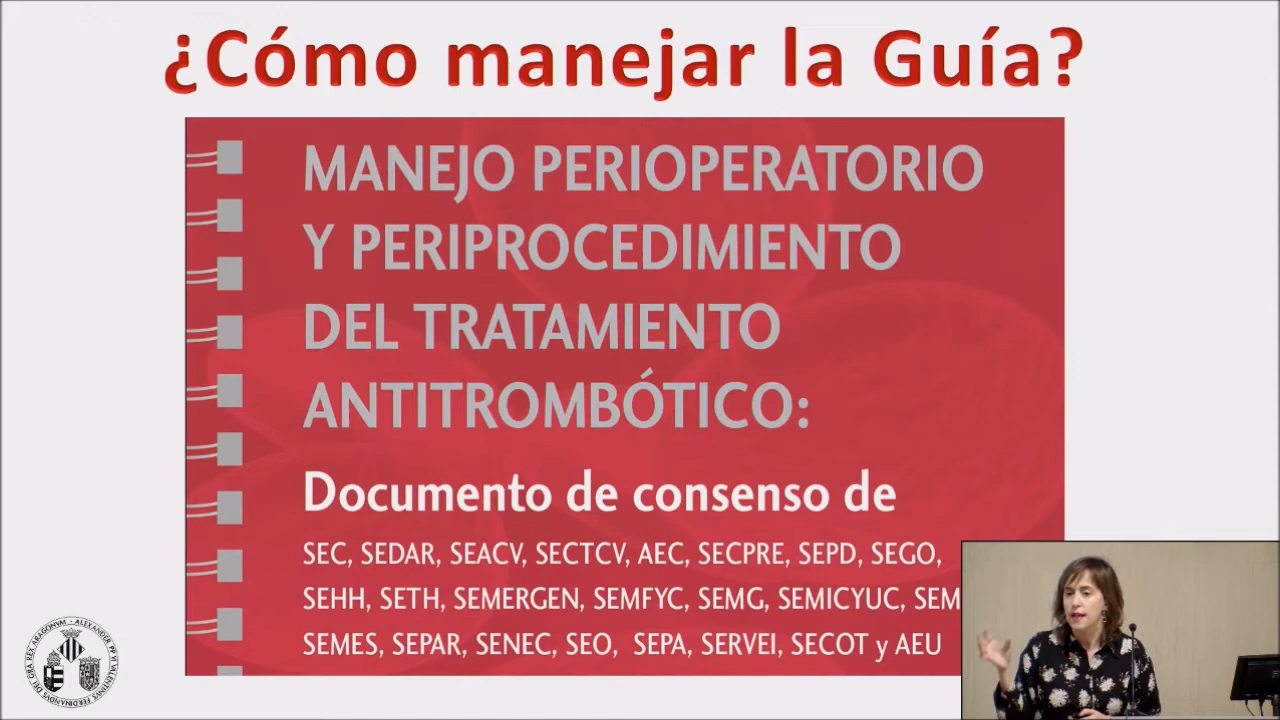 ¿Cómo manejar la Guía?
MANEJO PERIOPERATORIO
Y PERIPROCEDIMIENTO
DEL TRATAMIENTO
ANTITROMBÓTICO:
Documento de consenso de
SEC, SEDAR, SEACV, SECTCV, AEC, SECPRE, SEPD, SEGO,
SEHH, SETH, SEMERGEN, SEMFYC, SEMG, SEMICYUC, SEM
SEMES, SEPAR, SENEC, SEO, SEPA, SERVEI, SECOT y AEU